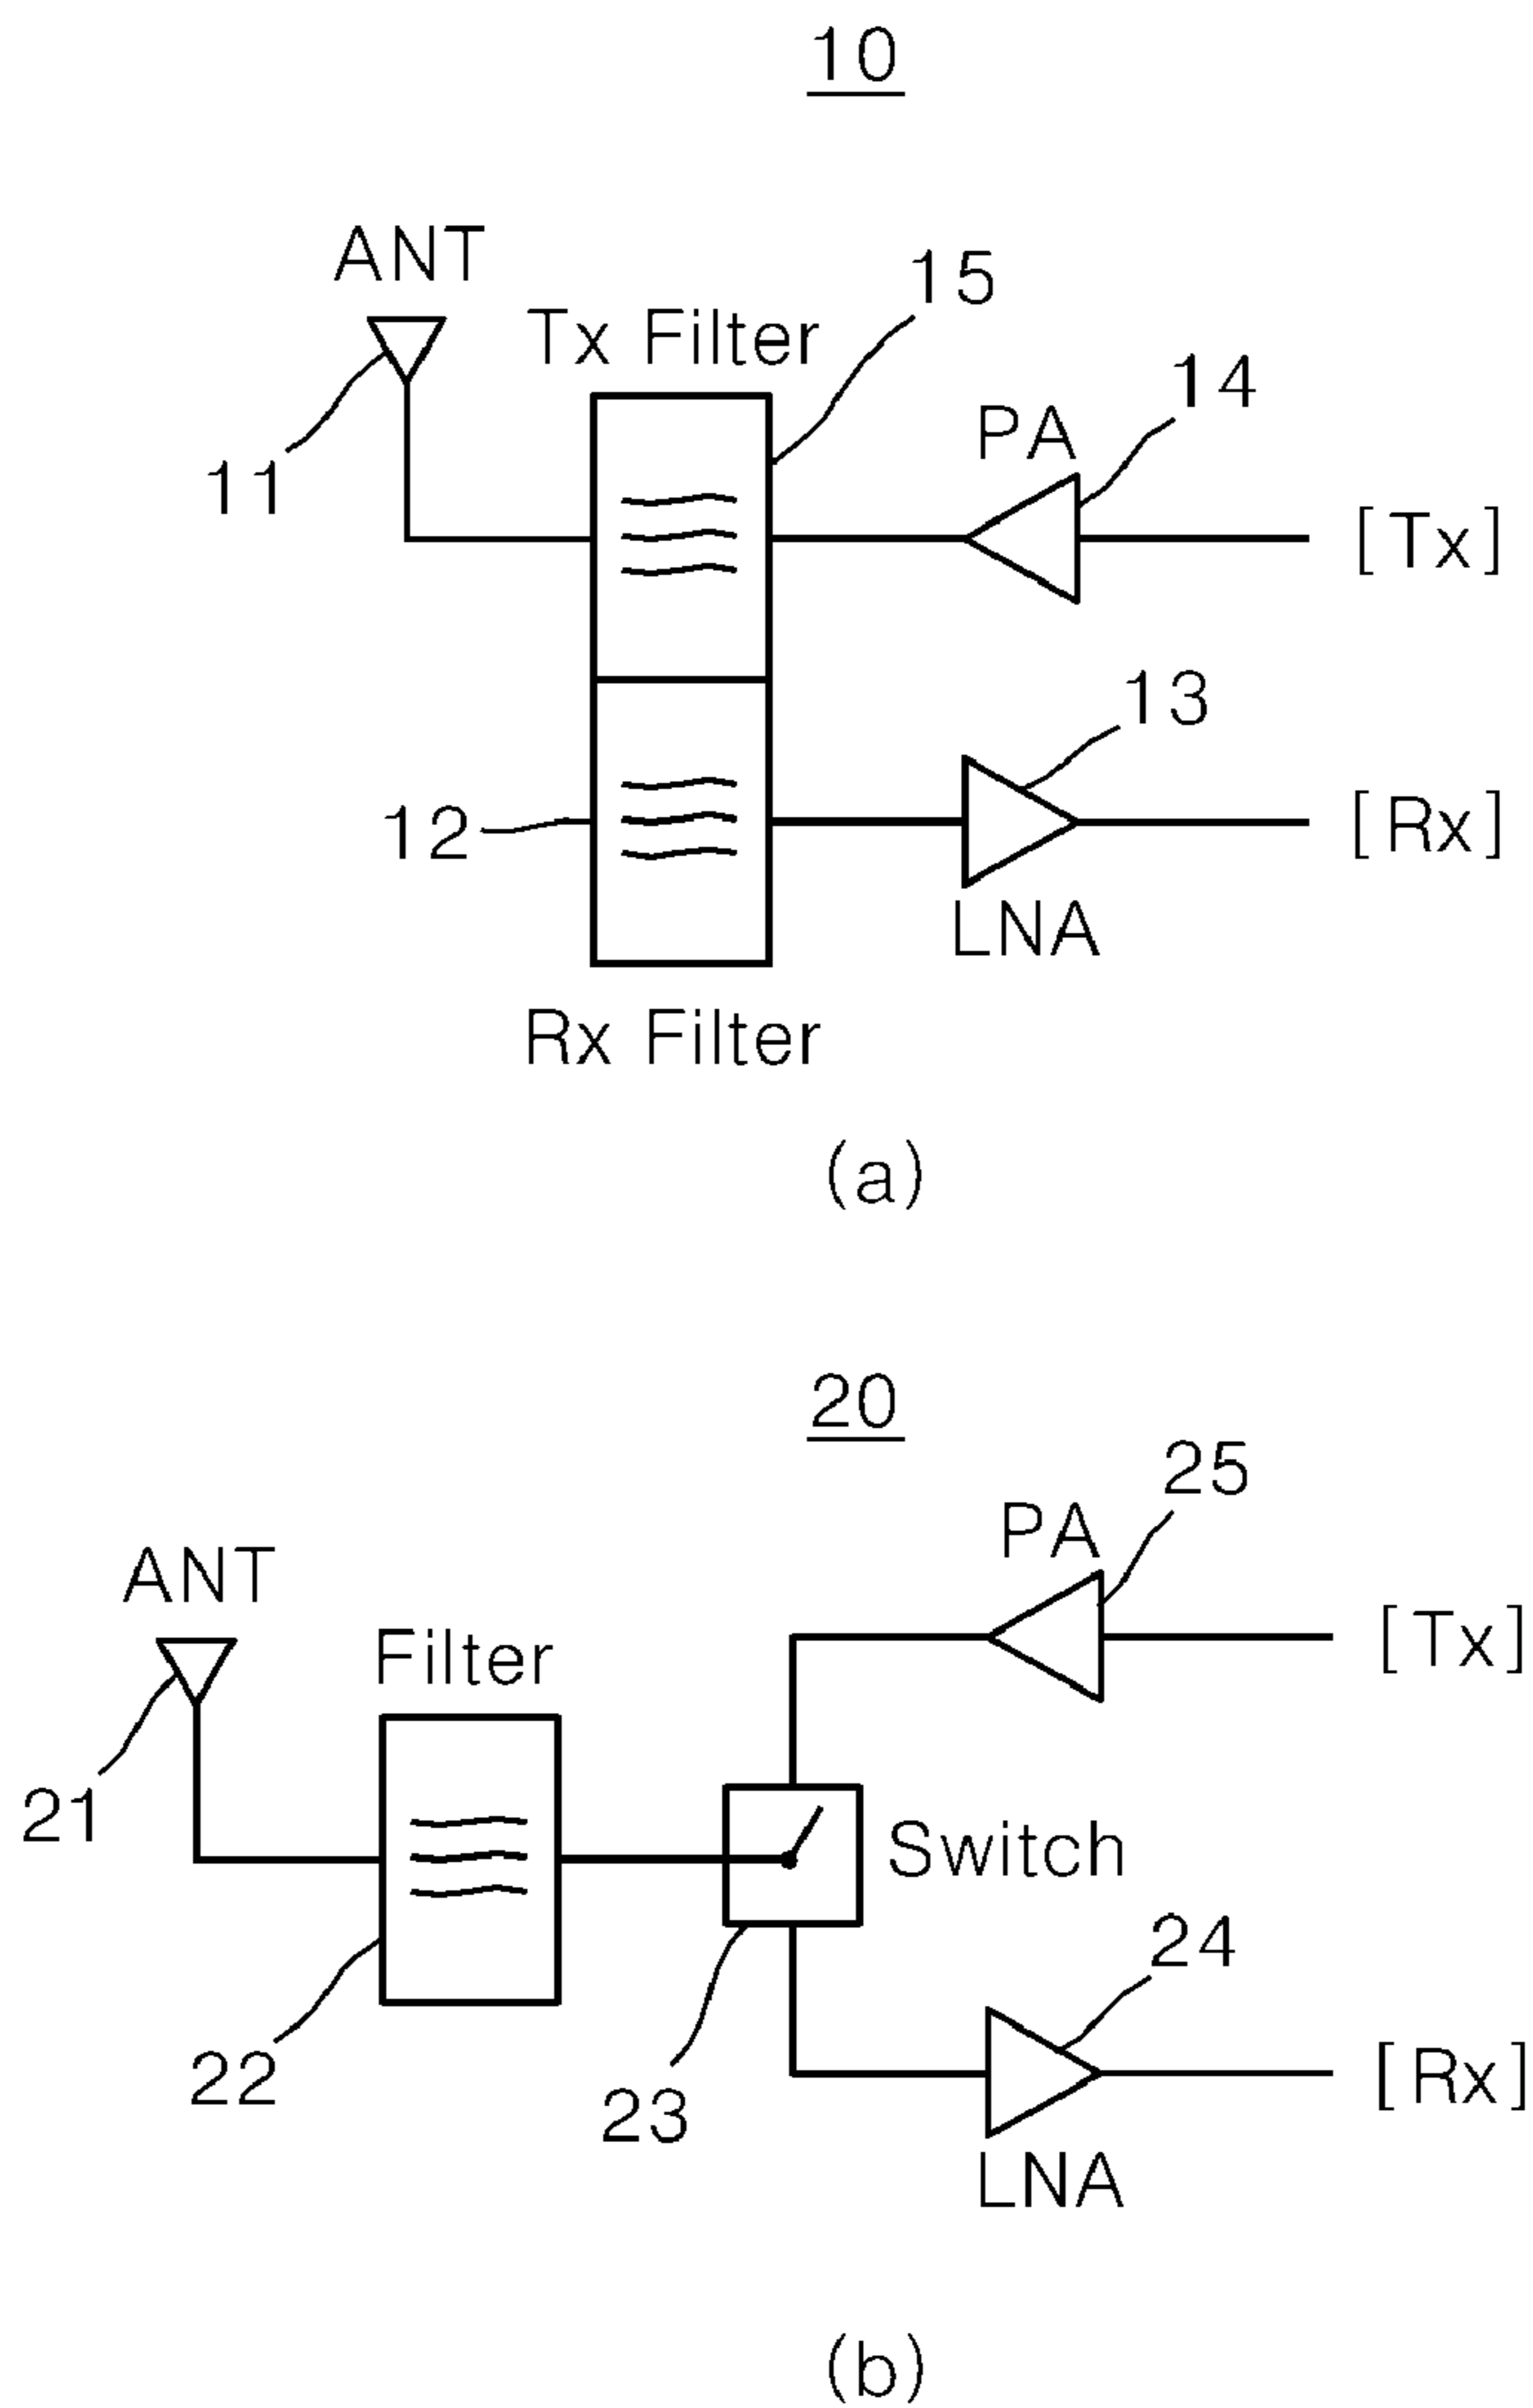 10
ANT
15
Tx Filter
14
PA
11
[Tx]
13
12
[Rx]
LNA
Rx Filter
(a)
20
25
PA
ANT
[Tx]
Filter
21
Switch
24
22
[Rx]
23
LNA
(b)